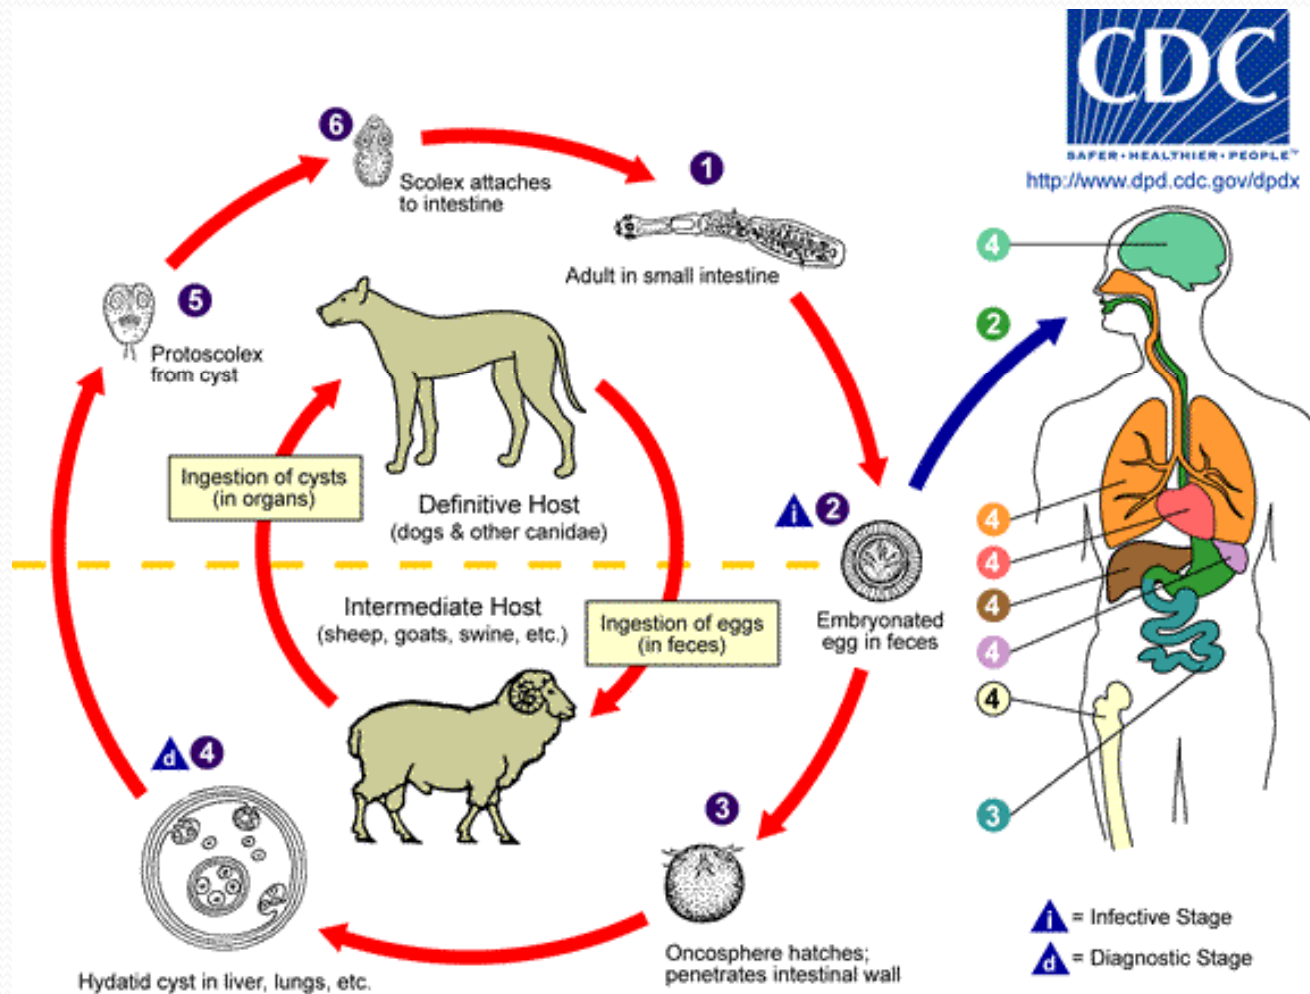 CDC
SAFER • HEALTHIER • PEOPLE™
http://www.dpd.cdc.gov/dpdx
6
Scolex attaches
to intestine
1
Adult in small intestine
5
Protoscolex
from cyst
Ingestion of cysts
(in organs)
Definitive Host
(dogs & other canidae)
i 2
Embryonated
egg in feces
Intermediate Host
(sheep, goats, swine, etc.)
Ingestion of eggs
(in feces)
d 4
Hydatid cyst in liver, lungs, etc.
3
Oncosphere hatches;
penetrates intestinal wall
4
2
4
4
4
4
4
3
i = Infective Stage
d = Diagnostic Stage